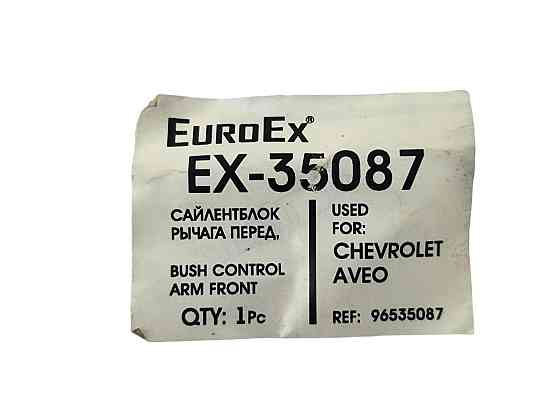 EUROEX®
EX-35087
САЙЛЕНТБЛОК
РЫЧАГА ПЕРЕД,
BUSH CONTROL
ARM FRONT
QTY: 1Pc
USED
FOR:
CHEVROLET
AVEO
REF: 96535087